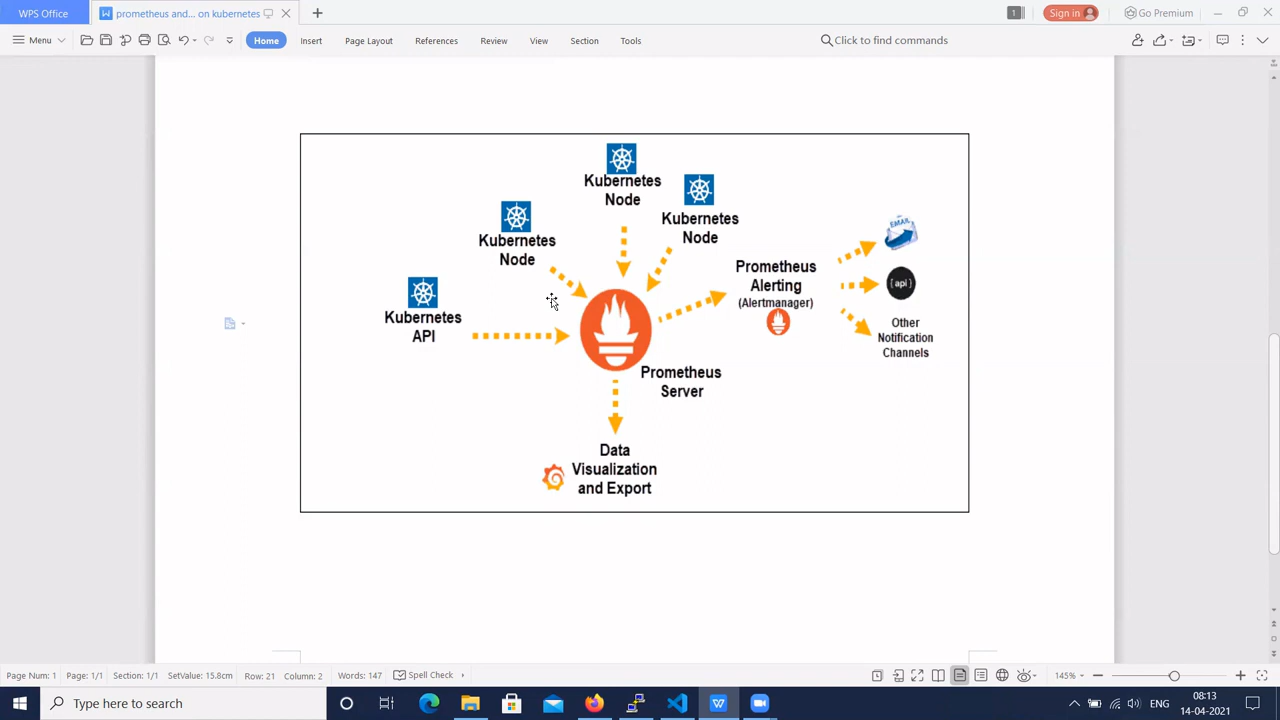 WPS Office
prometheus and... on kubernetes
1
Sign in
Go Premium
Menu
Home
Insert
Page Layout
References
Review
View
Section
Tools
Click to find commands
Kubernetes
Node
Kubernetes
Node
Kubernetes
Node
Kubernetes
API
Prometheus
Server
Prometheus
Alerting
(Alertmanager)
EMAIL
{api}
Other
Notification
Channels
Data
Visualization
and Export
Page Num: 1
Page: 1/1
Section: 1/1
SetValue: 15.8cm
Row: 21
Column: 2
Words: 187
Spell Check
145%
Type here to search
ENG
08:13
14-04-2021